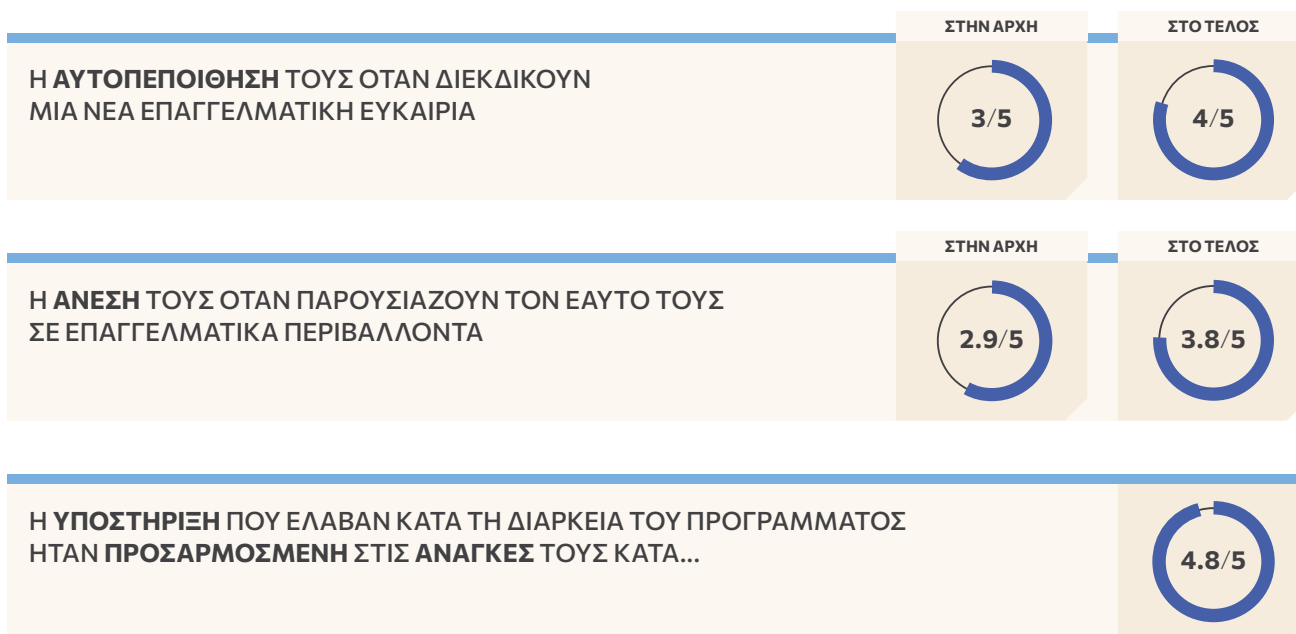 ΣΤΗΝ ΑΡΧΗ
ΣΤΟ ΤΕΛΟΣ
Η ΑΥΤΟΠΕΠΟΙΘΗΣΗ ΤΟΥΣ ΟΤΑΝ ΔΙΕΚΔΙΚΟΥΝ
ΜΙΑ ΝΕΑ ΕΠΑΓΓΕΛΜΑΤΙΚΗ ΕΥΚΑΙΡΙΑ
3/5
4/5
ΣΤΗΝ ΑΡΧΗ
ΣΤΟ ΤΕΛΟΣ
Η ΑΝΕΣΗ ΤΟΥΣ ΟΤΑΝ ΠΑΡΟΥΣΙΑΖΟΥΝ ΤΟΝ ΕΑΥΤΟ ΤΟΥΣ
ΣΕ ΕΠΑΓΓΕΛΜΑΤΙΚΑ ΠΕΡΙΒΑΛΛΟΝΤΑ
2.9/5
3.8/5
Η ΥΠΟΣΤΗΡΙΞΗ ΠΟΥ ΕΛΑΒΑΝ ΚΑΤΑ ΤΗ ΔΙΑΡΚΕΙΑ ΤΟΥ ΠΡΟΓΡΑΜΜΑΤΟΣ
ΗΤΑΝ ΠΡΟΣΑΡΜΟΣΜΕΝΗ ΣΤΙΣ ΑΝΑΓΚΕΣ ΤΟΥΣ ΚΑΤΑ...
4.8/5